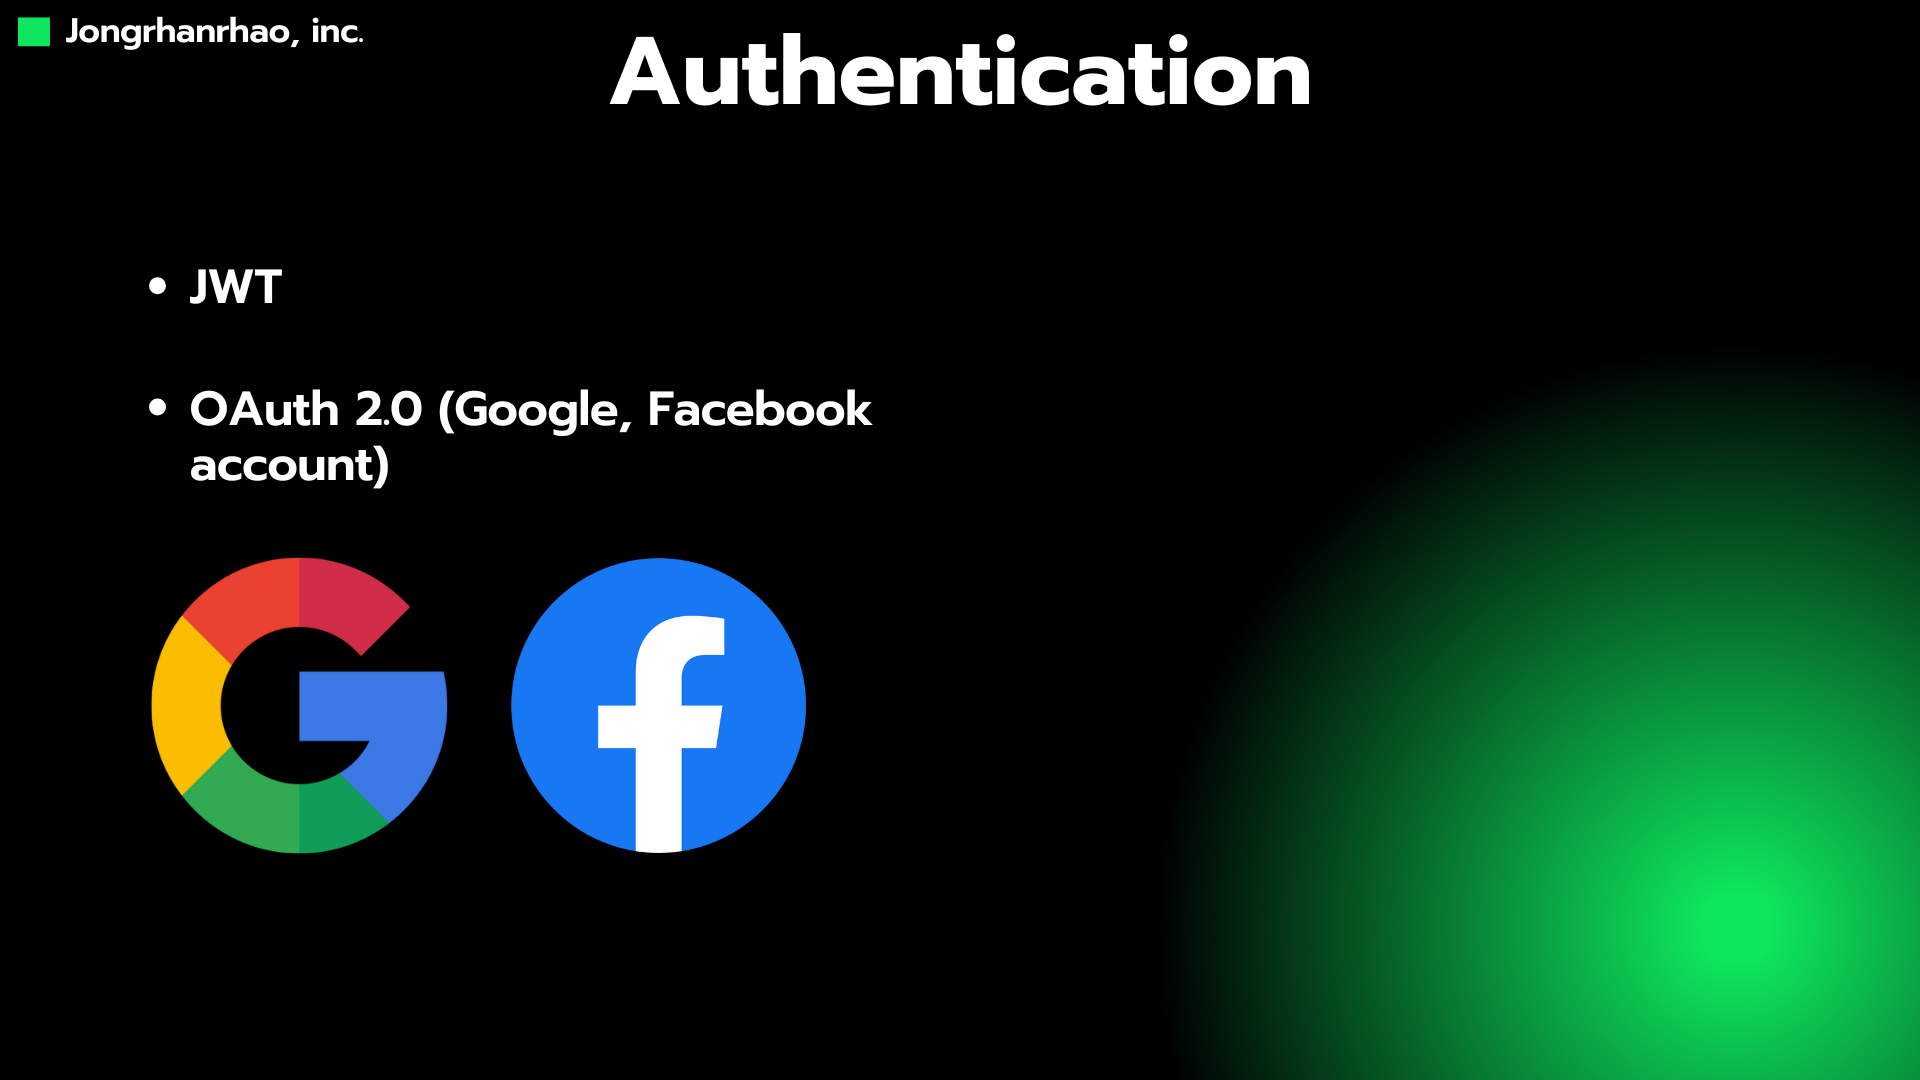 Jongrhanrhao, inc.
Authentication
• JWT
• OAuth 2.0 (Google, Facebook
account)